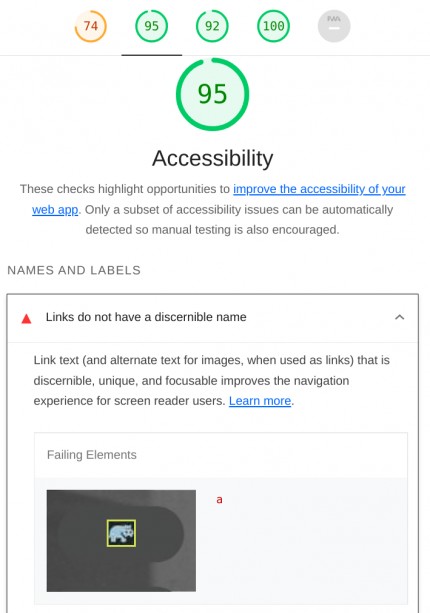 74 95 92 100 PWA
95
Accessibility
These checks highlight opportunities to improve the accessibility of your
web app. Only a subset of accessibility issues can be automatically
detected so manual testing is also encouraged.
NAMES AND LABELS
Links do not have a discernible name
Link text (and alternate text for images, when used as links) that is
discernible, unique, and focusable improves the navigation
experience for screen reader users. Learn more.
Failing Elements
a